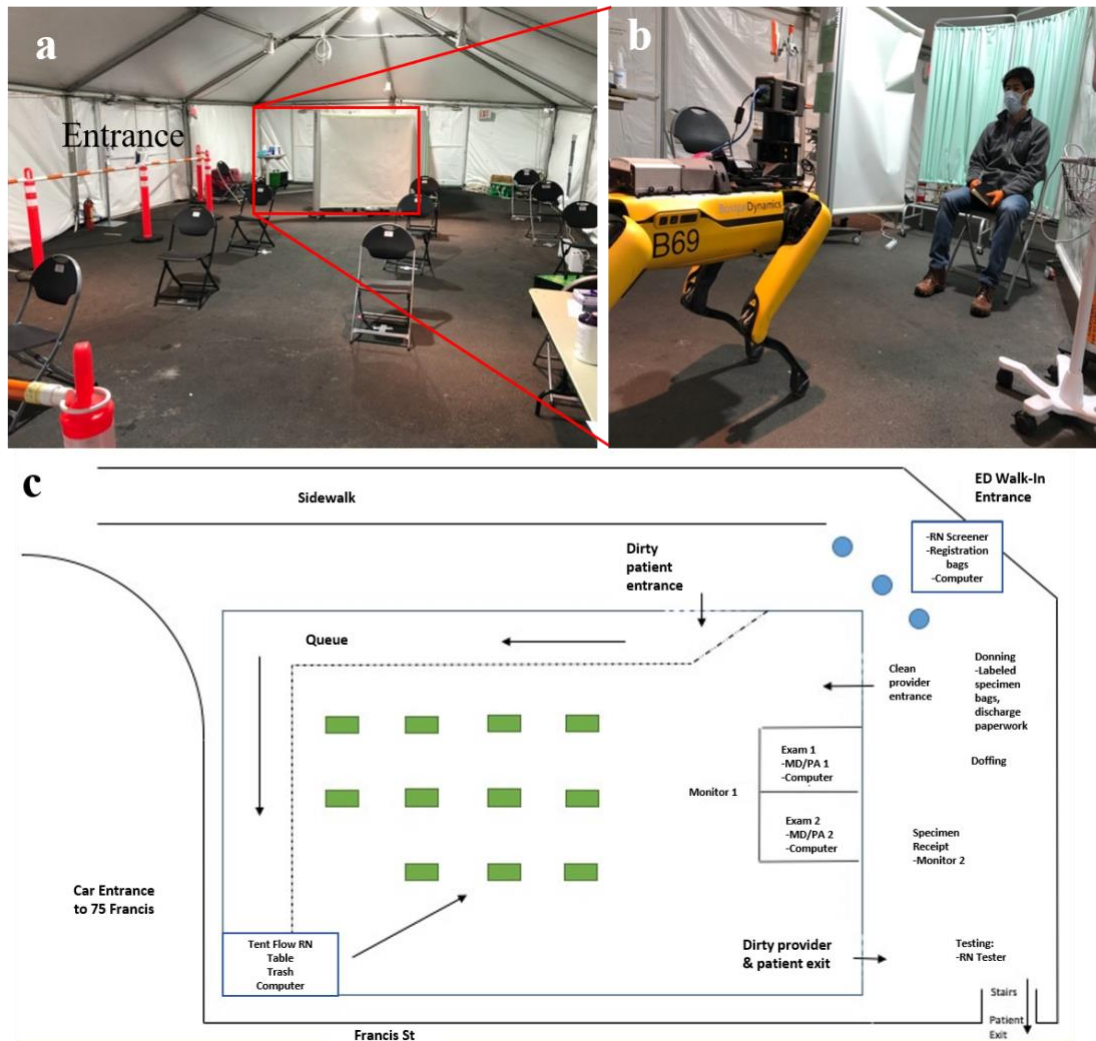 a
Entrance
b
BostonDynamics
B69
c
Sidewalk
ED Walk-In
Entrance
-RN Screener
-Registration
bags
-Computer
Dirty
patient
entrance
Queue
Clean
provider
entrance
Donning
-Labeled
specimen
bags,
discharge
paperwork
Doffing
Exam 1
-MD/PA 1
-Computer
Monitor 1
Exam 2
-MD/PA 2
-Computer
Specimen
Receipt
-Monitor 2
Car Entrance
to 75 Francis
Tent Flow RN
Table
Trash
Computer
Dirty provider
& patient exit
Testing:
-RN Tester
Stairs
Patient
Exit
Francis St